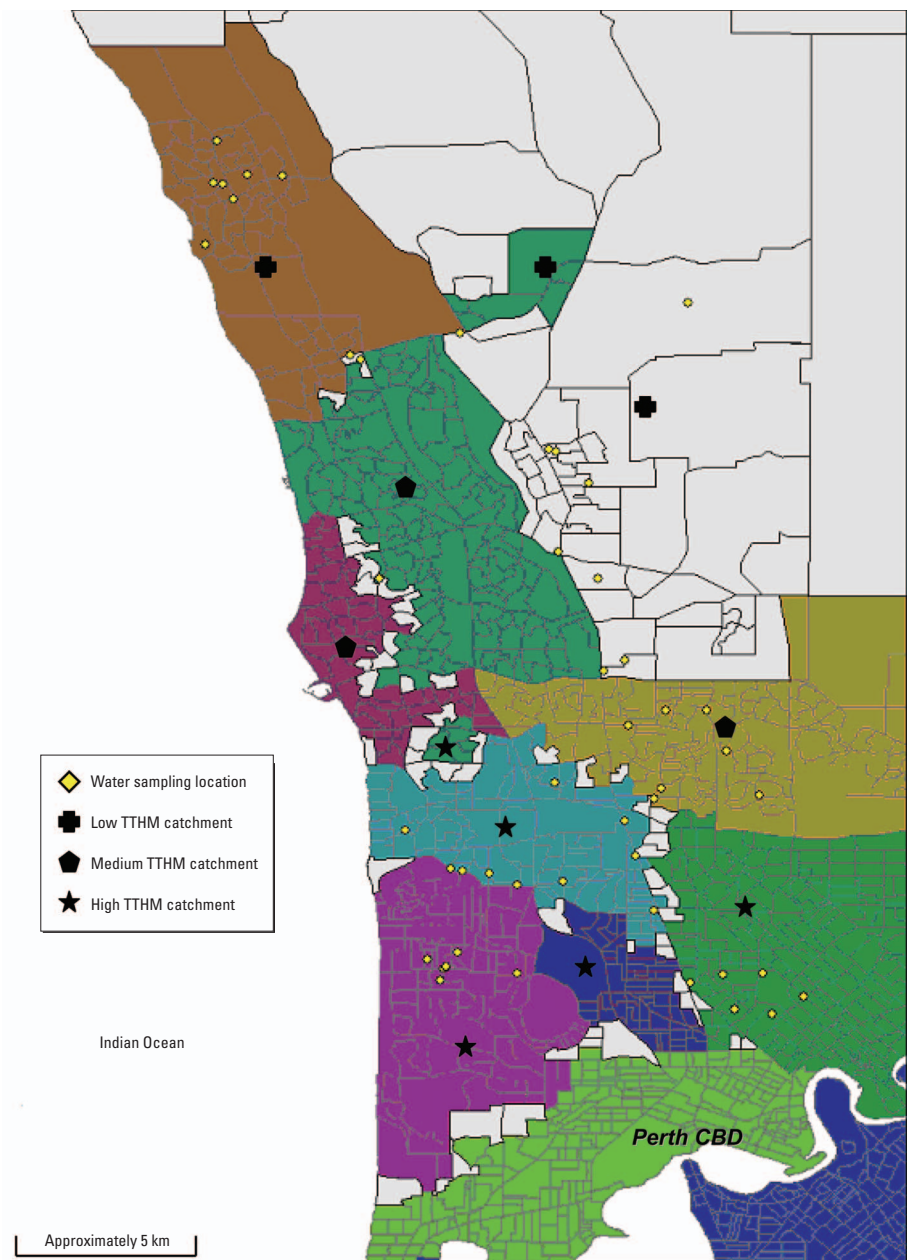 Water sampling location
Low TTHM catchment
Medium TTHM catchment
High TTHM catchment
Indian Ocean
Perth CBD
Approximately 5 km